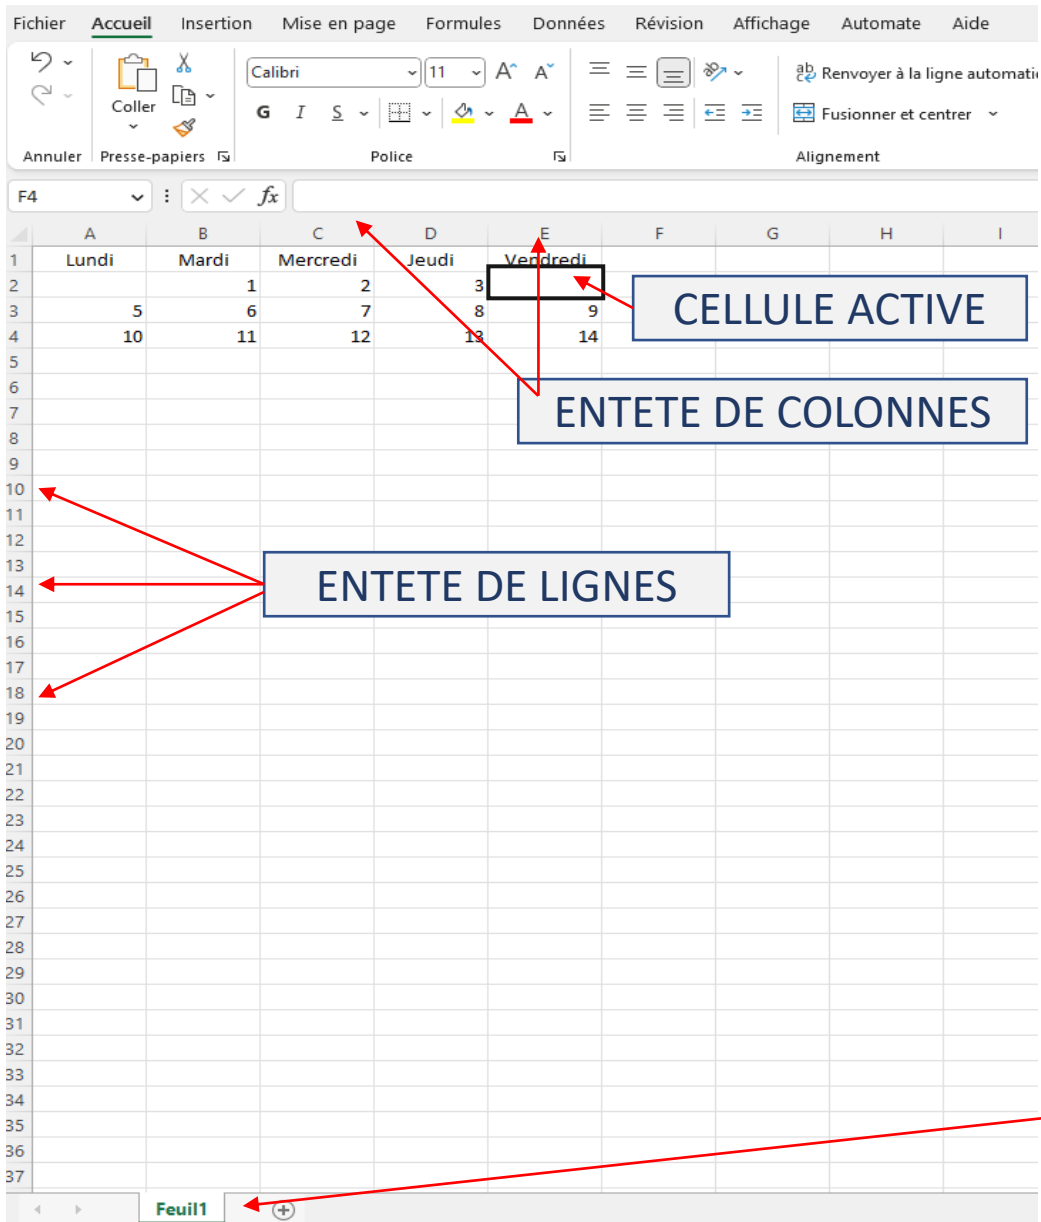 Fichier Accueil Insertion Mise en page Formules Données Révision Affichage Automate Aide
Calibri 11 A A ab Renvoyer à la ligne automati
Coller G I S A Fusionner et centrer
Annuler Presse-papiers Police Alignement
F4 fx
A B C D E F G H I
1 Lundi Mardi Mercredi Jeudi Vendredi
2 1 2 3
3 5 6 7 8 9
4 10 11 12 13 14
CELLULE ACTIVE
5
6
7
ENTETE DE COLONNES
8
9
10
11
12
13
14
ENTETE DE LIGNES
15
16
17
18
19
20
21
22
23
24
25
26
27
28
29
30
31
32
33
34
35
36
37
Feuil1